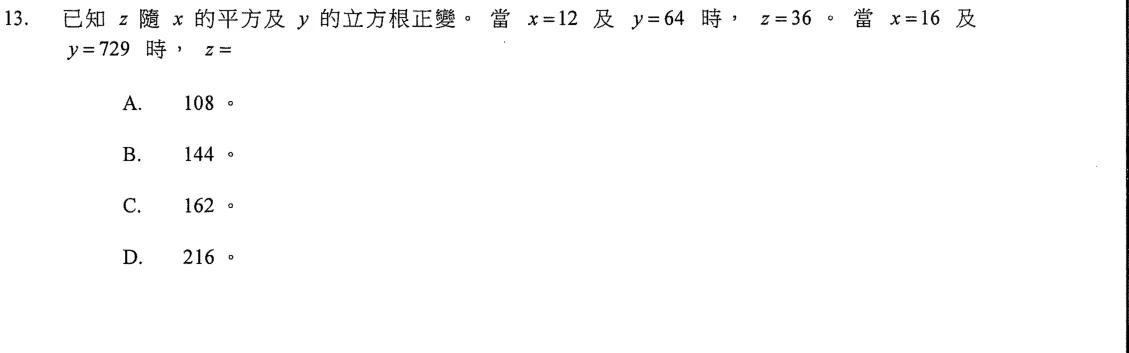 13. 已知 z 隨 x 的平方及 y 的立方根正變。 當 x=12 及 y=64 時， z=36 。 當 x=16 及
y=729 時， z=
A. 108 。
B. 144 。
C. 162 。
D. 216 。